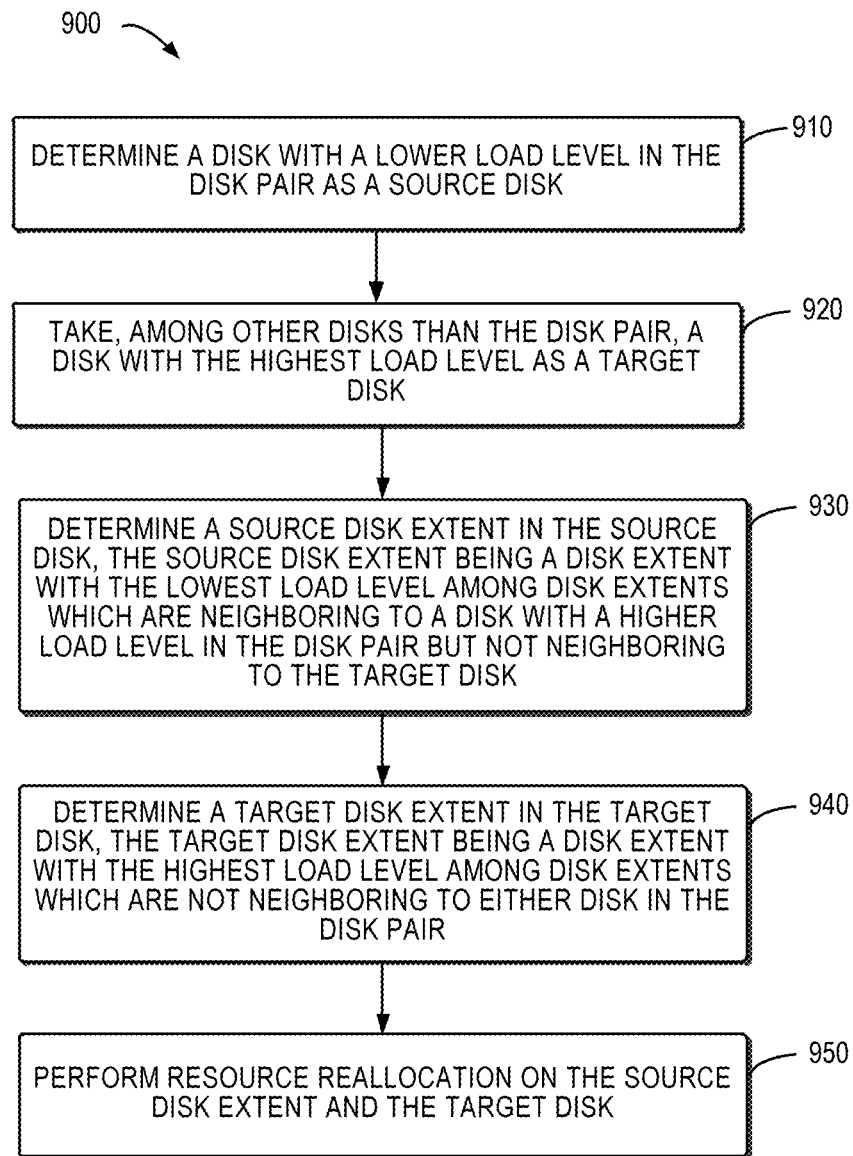 900
910
DETERMINE A DISK WITH A LOWER LOAD LEVEL IN THE
DISK PAIR AS A SOURCE DISK
920
TAKE, AMONG OTHER DISKS THAN THE DISK PAIR, A
DISK WITH THE HIGHEST LOAD LEVEL AS A TARGET
DISK
930
DETERMINE A SOURCE DISK EXTENT IN THE SOURCE
DISK, THE SOURCE DISK EXTENT BEING A DISK EXTENT
WITH THE LOWEST LOAD LEVEL AMONG DISK EXTENTS
WHICH ARE NEIGHBORING TO A DISK WITH A HIGHER
LOAD LEVEL IN THE DISK PAIR BUT NOT NEIGHBORING
TO THE TARGET DISK
940
DETERMINE A TARGET DISK EXTENT IN THE TARGET
DISK, THE TARGET DISK EXTENT BEING A DISK EXTENT
WITH THE HIGHEST LOAD LEVEL AMONG DISK EXTENTS
WHICH ARE NOT NEIGHBORING TO EITHER DISK IN THE
DISK PAIR
950
PERFORM RESOURCE REALLOCATION ON THE SOURCE
DISK EXTENT AND THE TARGET DISK